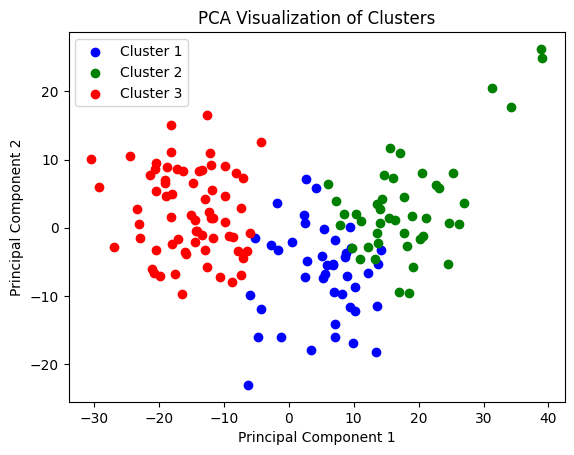 PCA Visualization of Clusters
Cluster 1
Cluster 2
Cluster 3
Principal Component 2
20
10
0
−10
−20
−30 −20 −10 0 10 20 30 40
Principal Component 1